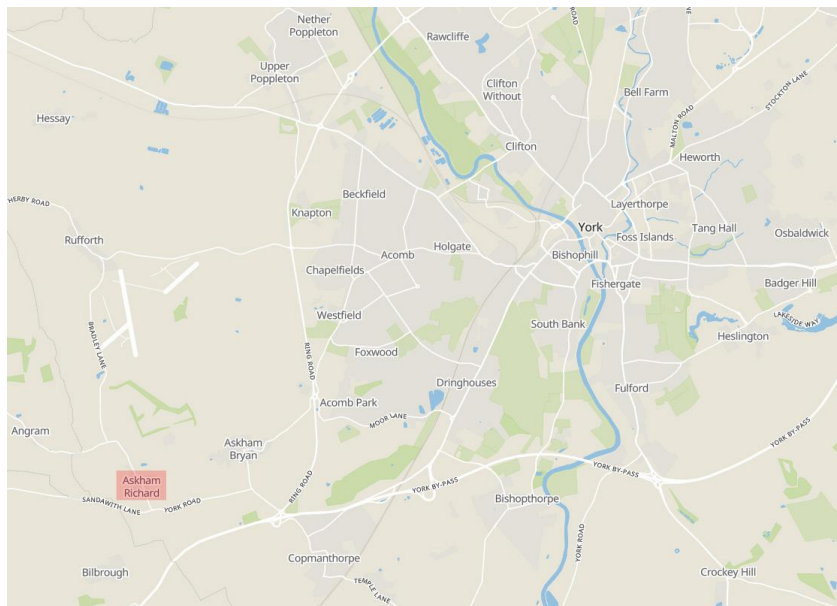 Nether
Poppleton
Rawcliffe
ROAD
Upper
Poppleton
Clifton
Without
Bell Farm
STOCKTON LANE
MALTON ROAD
Hessay
Clifton
Heworth
Beckfield
HERBY ROAD
Knapton
Layerthorpe
York
Tang Hall
Osbaldwick
Rufforth
Foss Islands
Holgate
Acomb
Bishophill
Chapelfields
Fishergate
Badger Hill
Westfield
South Bank
LAKESIDE WAY
Heslington
BRADLEY LANE
RING ROAD
Foxwood
Dringhouses
Fulford
Acomb Park
MOOR LANE
Angram
Askham
Bryan
YORK BY-PASS
Askham
Richard
YORK BY-PASS
RING ROAD
YORK BY-PASS
SANDAWITH LANE
YORK ROAD
Bishopthorpe
YORK ROAD
Copmanthorpe
Bilbrough
TEMPLE LANE
Crockey Hill